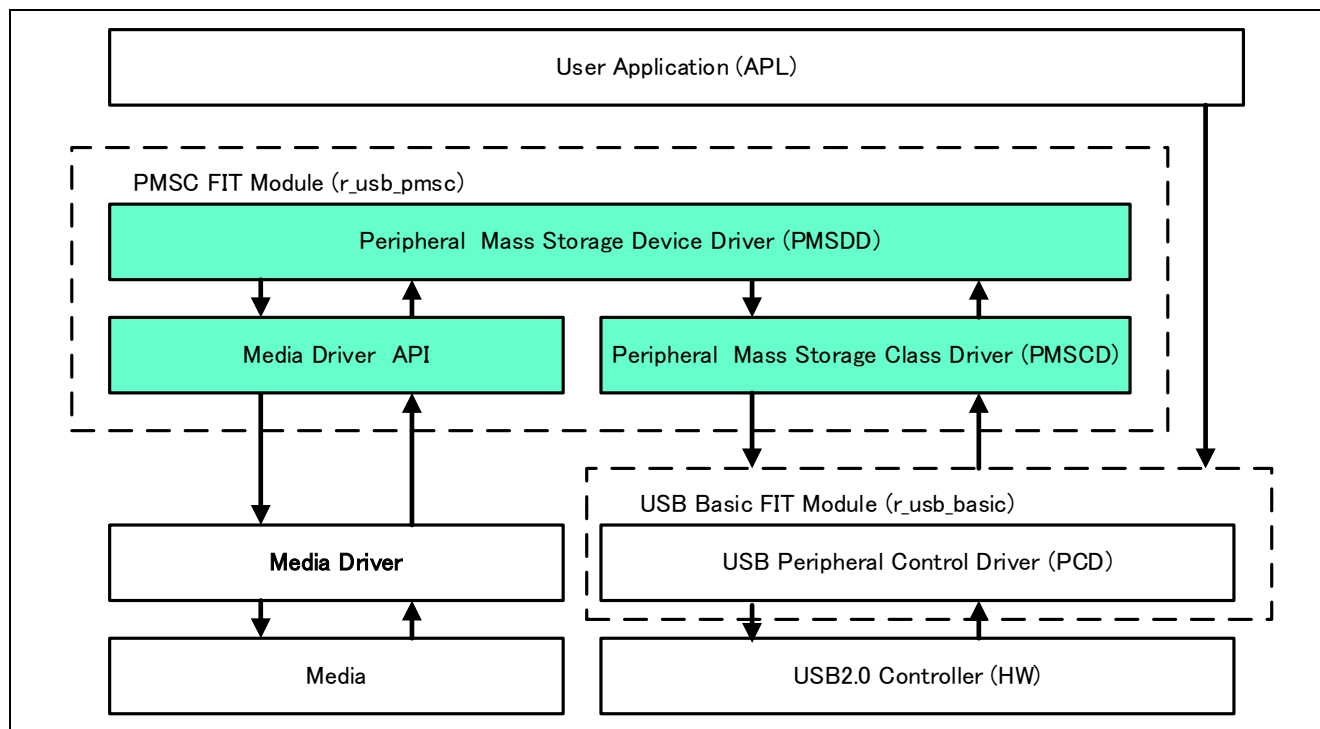 User Application (APL)
PMSC FIT Module (r_usb_pmsc)
Peripheral Mass Storage Device Driver (PMSDD)
Media Driver API
Peripheral Mass Storage Class Driver (PMSCD)
USB Basic FIT Module (r_usb_basic)
Media Driver
USB Peripheral Control Driver (PCD)
Media
USB2.0 Controller (HW)